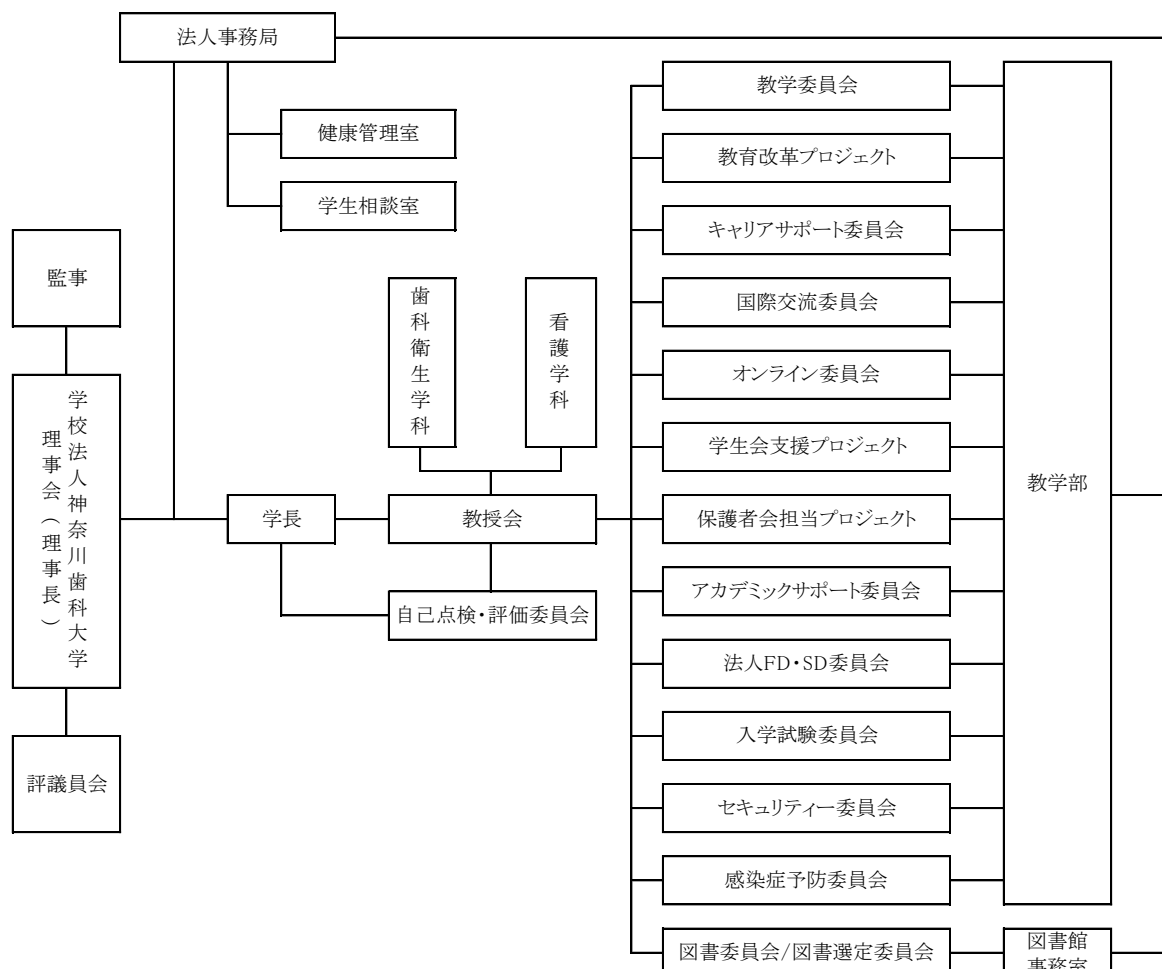 法人事務局
健康管理室
学生相談室
監事
学校法人神奈川歯科大学
理事会(理事長)
評議員会
歯科衛生学科
看護学科
学長
教授会
自己点検・評価委員会
教学委員会
教育改革プロジェクト
キャリアサポート委員会
国際交流委員会
オンライン委員会
学生会支援プロジェクト
保護者会担当プロジェクト
アカデミックサポート委員会
法人FD・SD委員会
入学試験委員会
セキュリティー委員会
感染症予防委員会
図書委員会/図書選定委員会
教学部
図書館
事務室